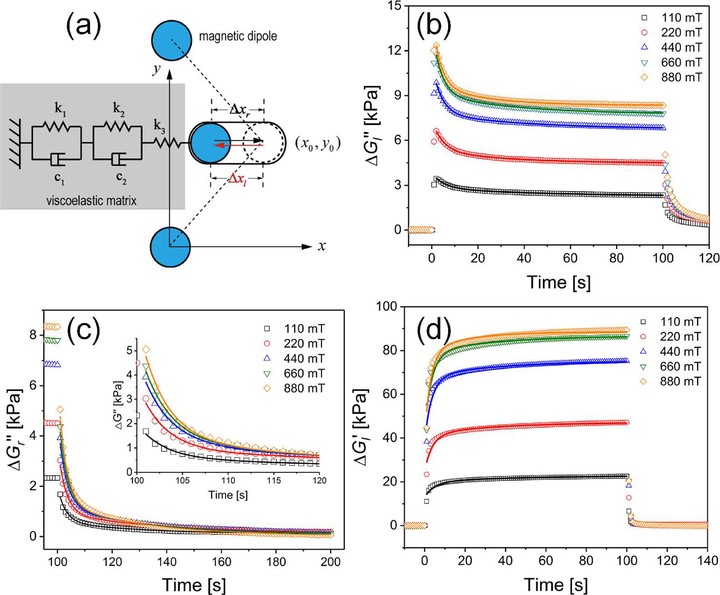 (a)
magnetic dipole
y
k1
k2
k3
Δxr
(x0, y0)
c1
c2
Δxl
viscoelastic matrix
x
(b)
ΔGl'' [kPa]
15
12
9
6
3
0
110 mT
220 mT
440 mT
660 mT
880 mT
0 20 40 60 80 100 120
Time [s]
(c)
ΔGr'' [kPa]
8
6
4
2
0
110 mT
220 mT
440 mT
660 mT
880 mT
ΔG'' [kPa]
5
4
3
2
1
0
100 105 110 115 120
Time [s]
100 120 140 160 180 200
Time [s]
(d)
ΔGl' [kPa]
120
100
80
60
40
20
0
110 mT
220 mT
440 mT
660 mT
880 mT
0 20 40 60 80 100 120 140
Time [s]